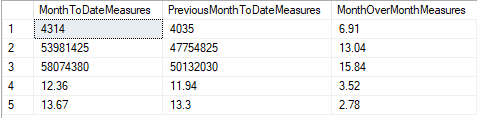 MonthToDateMeasures PreviousMonthToDateMeasures MonthOverMonthMeasures
1 4314 4035 6.91
2 53981425 47754825 13.04
3 58074380 50132030 15.84
4 12.36 11.94 3.52
5 13.67 13.3 2.78